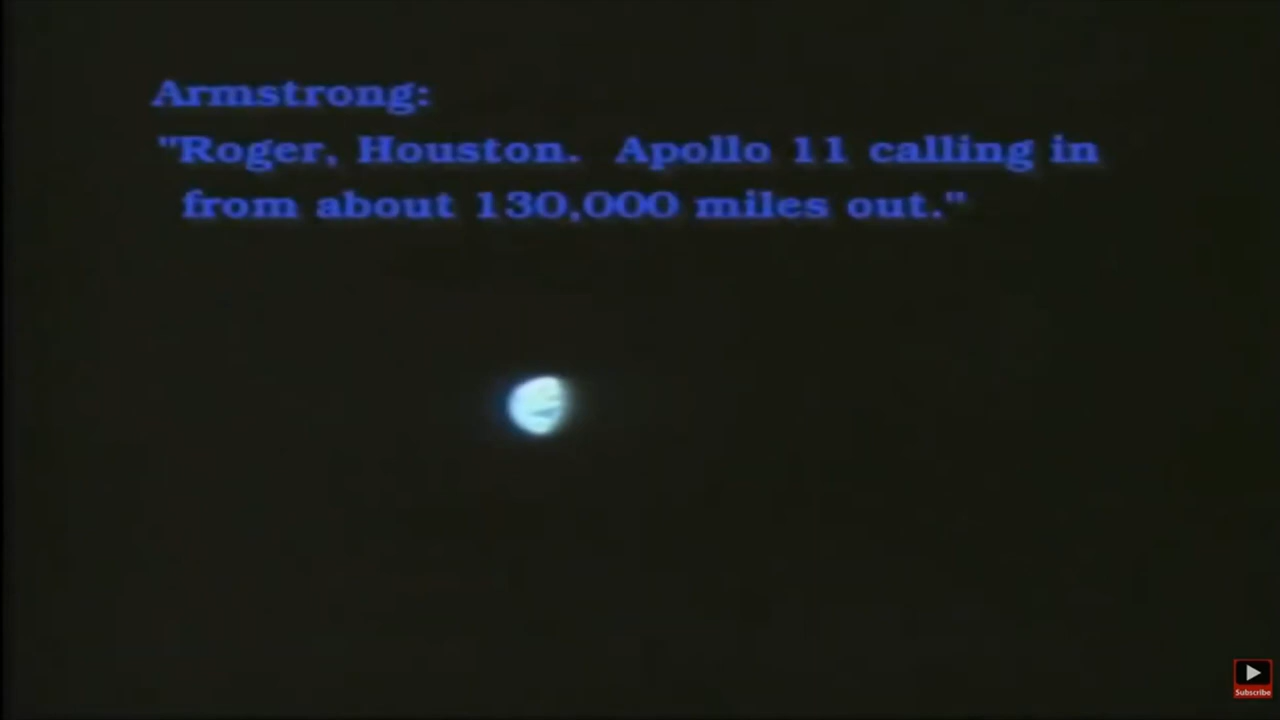 Armstrong:
"Roger, Houston. Apollo 11 calling in
from about 130,000 miles out."
Subscribe